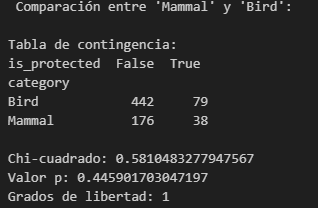 Comparación entre 'Mammal' y 'Bird':
Tabla de contingencia:
is_protected  False  True
category
Bird            442    79
Mammal          176    38
Chi-cuadrado: 0.5810483277947567
Valor p: 0.445901703047197
Grados de libertad: 1